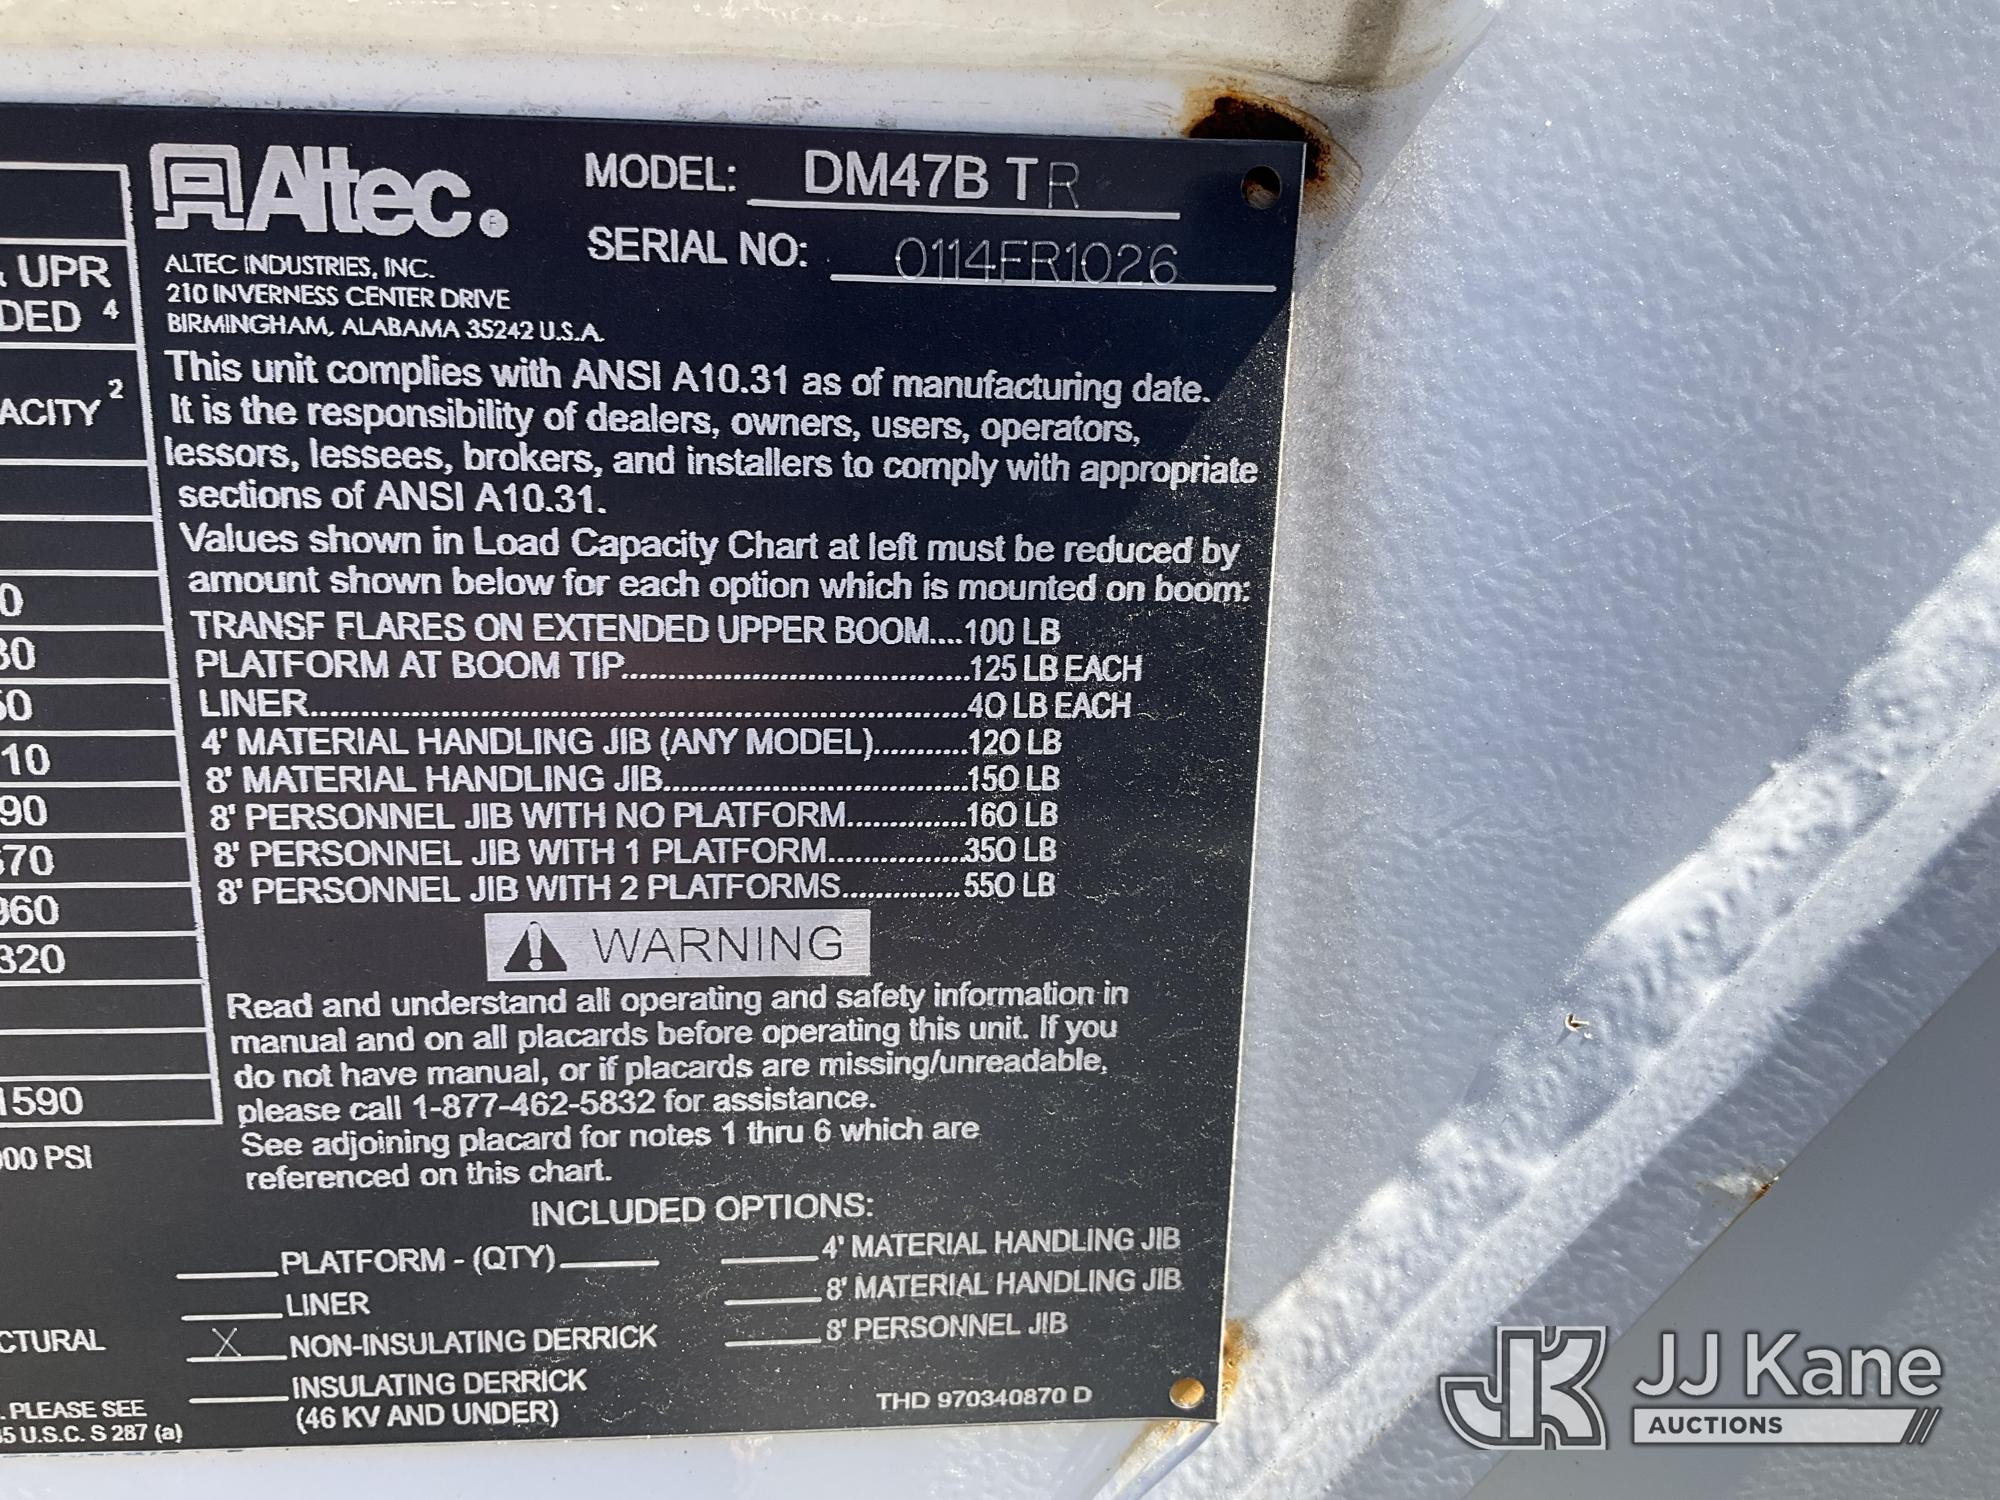 Altec.
MODEL: DM47B TR
SERIAL NO: 0114FR1026
ALTEC INDUSTRIES, INC.
210 INVERNESS CENTER DRIVE
BIRMINGHAM, ALABAMA 35242 U.S.A.
This unit complies with ANSI A10.31 as of manufacturing date.
It is the responsibility of dealers, owners, users, operators,
lessors, lessees, brokers, and installers to comply with appropriate
sections of ANSI A10.31.
Values shown in Load Capacity Chart at left must be reduced by
amount shown below for each option which is mounted on boom:
TRANSF FLARES ON EXTENDED UPPER BOOM....100 LB
PLATFORM AT BOOM TIP......................................125 LB EACH
LINER.........................................................................40 LB EACH
4' MATERIAL HANDLING JIB (ANY MODEL)...........120 LB
8' MATERIAL HANDLING JIB.................................150 LB
8' PERSONNEL JIB WITH NO PLATFORM.............160 LB
8' PERSONNEL JIB WITH 1 PLATFORM...............350 LB
8' PERSONNEL JIB WITH 2 PLATFORMS.............550 LB
WARNING
Read and understand all operating and safety information in
manual and on all placards before operating this unit. If you
do not have manual, or if placards are missing/unreadable,
please call 1-877-462-5832 for assistance.
See adjoining placard for notes 1 thru 6 which are
referenced on this chart.
INCLUDED OPTIONS:
PLATFORM - (QTY)
LINER
X NON-INSULATING DERRICK
INSULATING DERRICK
(46 KV AND UNDER)
4' MATERIAL HANDLING JIB
8' MATERIAL HANDLING JIB
8' PERSONNEL JIB
THD 970340870 D
UPR
DED 4
ACITY 2
0
30
50
10
90
70
960
320
1590
00 PSI
CTURAL
. PLEASE SEE
5 U.S.C. S 287 (a)
JJ Kane
AUCTIONS